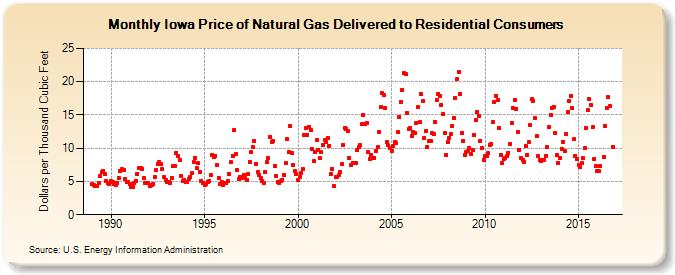 Monthly Iowa Price of Natural Gas Delivered to Residential Consumers
Dollars per Thousand Cubic Feet
25
20
15
10
5
0
1990 1995 2000 2005 2010 2015
Source: U.S. Energy Information Administration